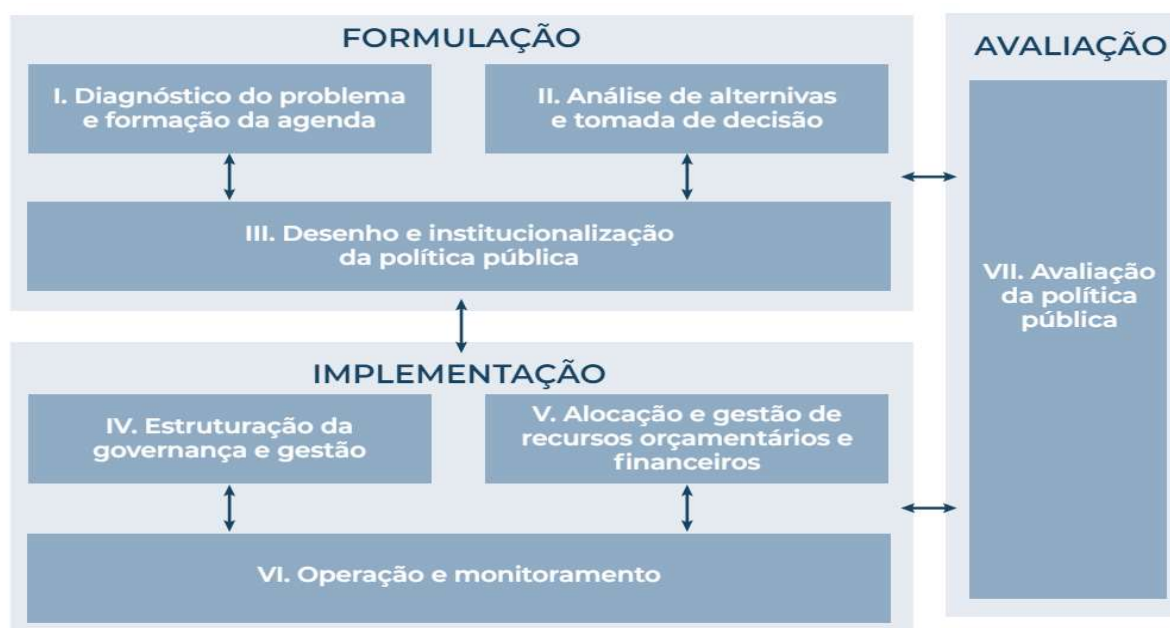 FORMULAÇÃO
I. Diagnóstico do problema
e formação da agenda
II. Análise de alternivas
e tomada de decisão
III. Desenho e institucionalização
da política pública
IMPLEMENTAÇÃO
IV. Estruturação da
governança e gestão
V. Alocação e gestão de
recursos orçamentários e
financeiros
VI. Operação e monitoramento
AVALIAÇÃO
VII. Avaliação
da política
pública